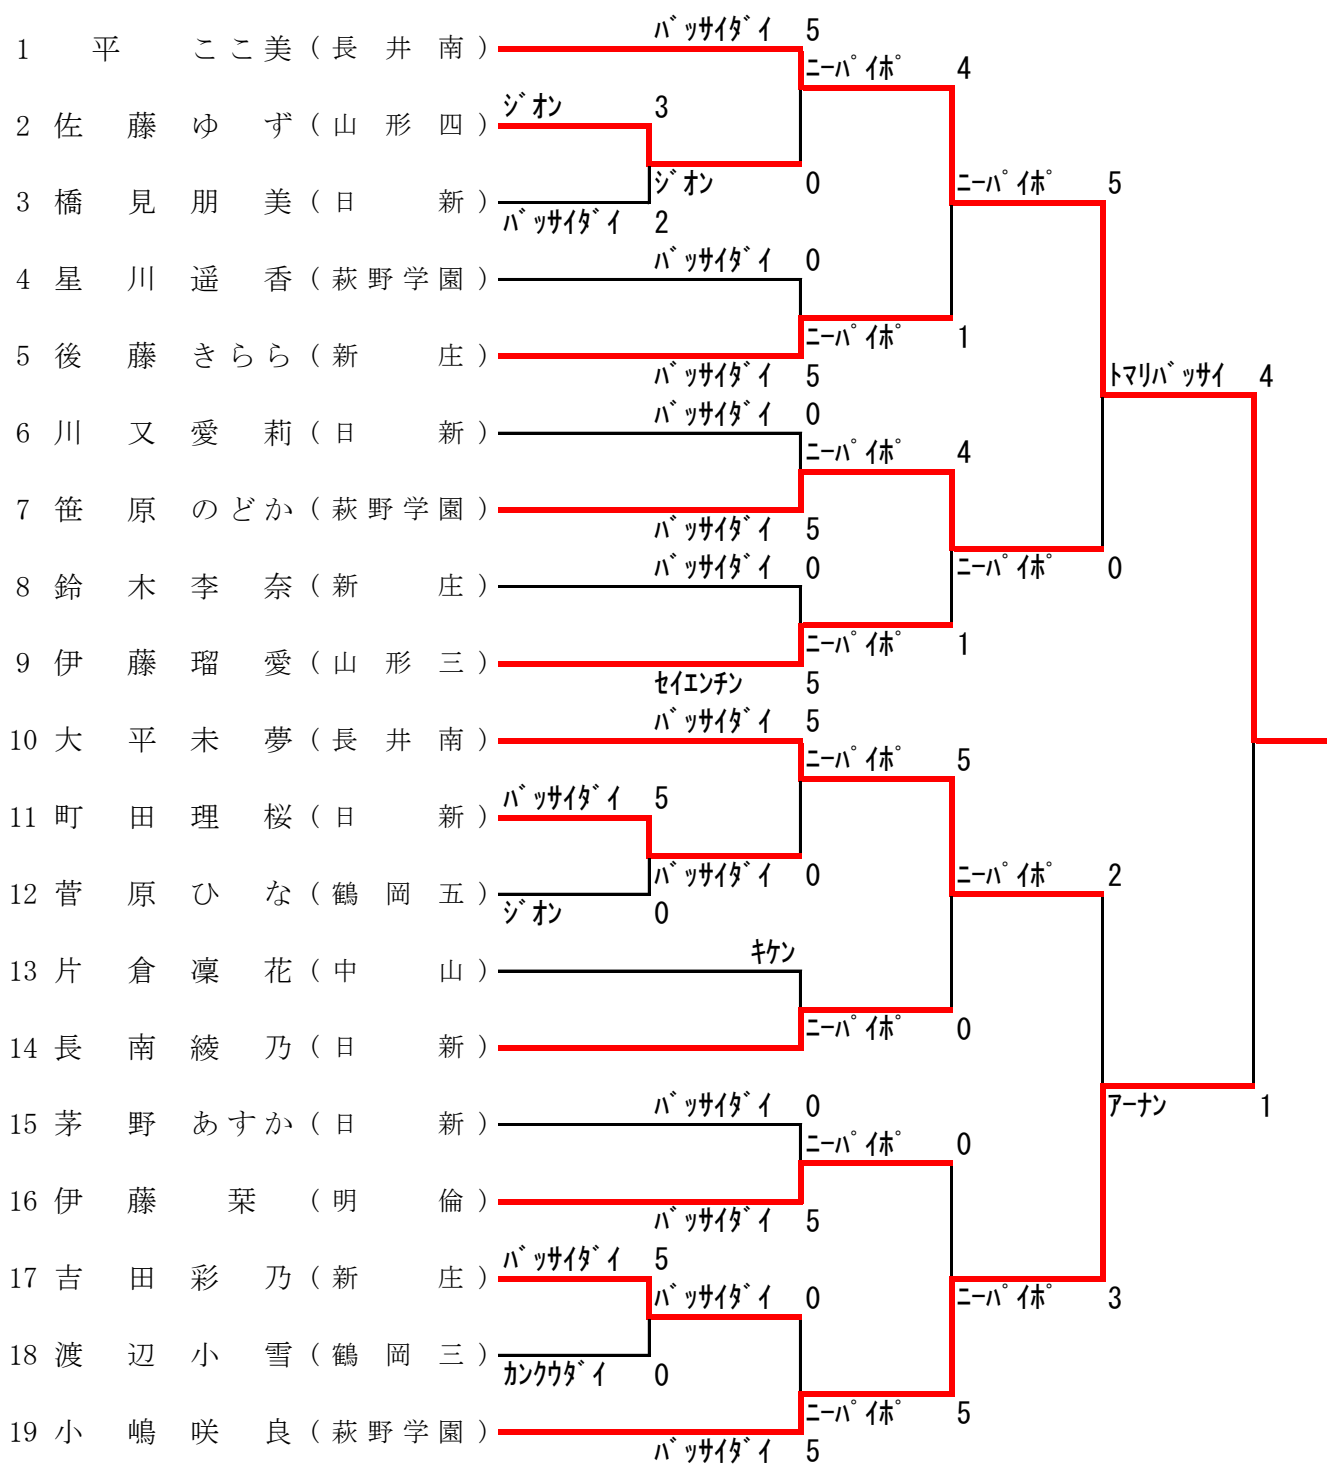 バッサイダイ 5
1 平 ここ美 (長井南)
ニーパイポ 4
ジオン 3
2 佐藤 ゆず (山形四)
ジオン 0
ニーパイポ 5
3 橋見 朋美 (日新)
バッサイダイ 2
バッサイダイ 0
4 星川 遥香 (萩野学園)
ニーパイポ 1
5 後藤 きらら (新庄)
バッサイダイ 5
トマリバッサイ 4
バッサイダイ 0
6 川又 愛莉 (日新)
ニーパイポ 4
7 笹原 のどか (萩野学園)
バッサイダイ 5
バッサイダイ 0
ニーパイポ 0
8 鈴木 李奈 (新庄)
ニーパイポ 1
9 伊藤 瑠愛 (山形三)
セイエンチン 5
バッサイダイ 5
10 大平 未夢 (長井南)
ニーパイポ 5
バッサイダイ 5
11 町田 理桜 (日新)
バッサイダイ 0
ニーパイポ 2
12 菅原 ひな (鶴岡五)
ジオン 0
キケン
13 片倉 凜花 (中山)
ニーパイポ 0
14 長南 綾乃 (日新)
バッサイダイ 0
アーナン 1
15 茅野 あすか (日新)
ニーパイポ 0
16 伊藤 栞 (明倫)
バッサイダイ 5
バッサイダイ 5
17 吉田 彩乃 (新庄)
バッサイダイ 0
ニーパイポ 3
18 渡辺 小雪 (鶴岡三)
カンクウダイ 0
ニーパイポ 5
19 小嶋 咲良 (萩野学園)
バッサイダイ 5